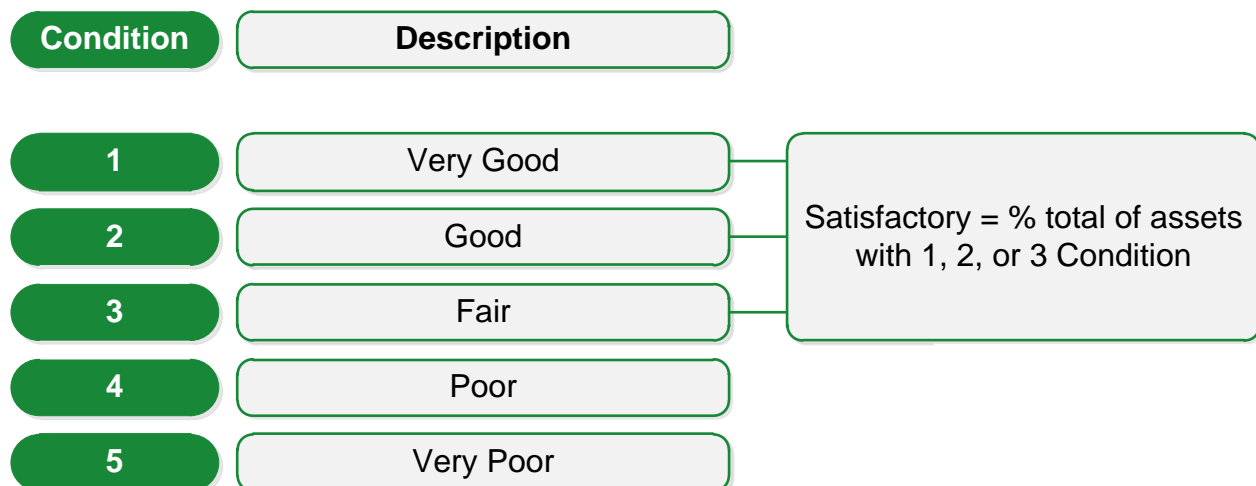 Condition Description
1 Very Good
2 Good
3 Fair
Satisfactory = % total of assets
with 1, 2, or 3 Condition
4 Poor
5 Very Poor